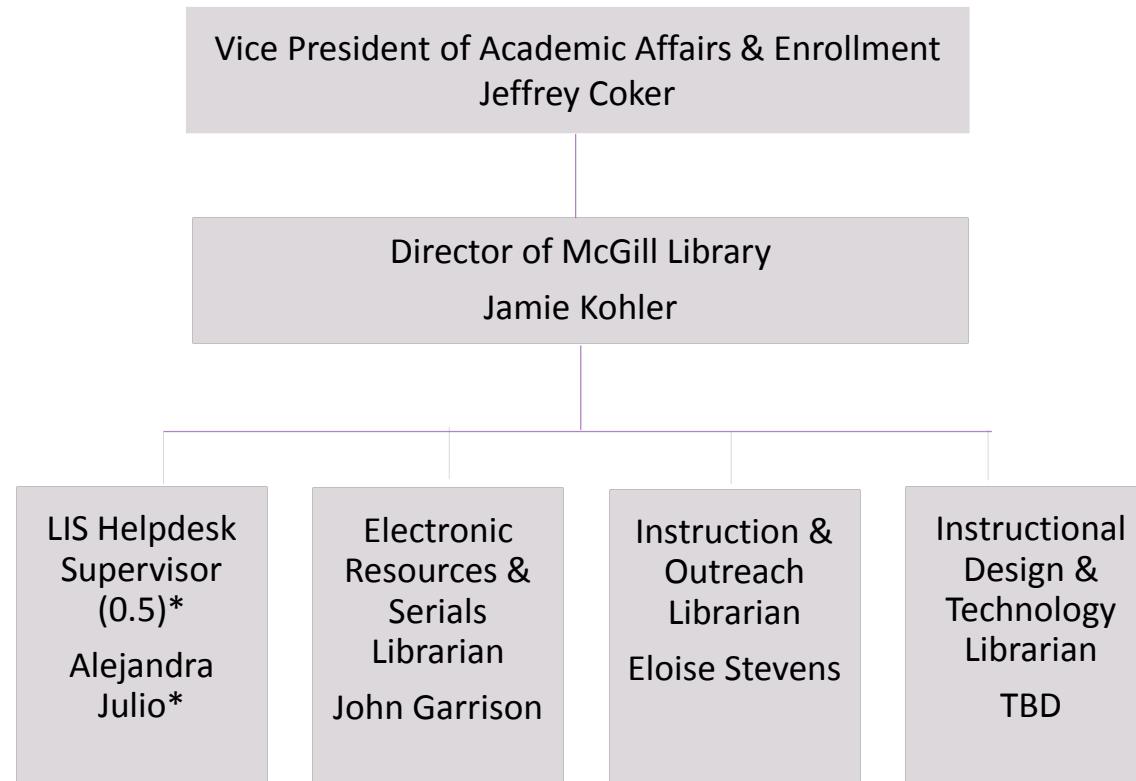 Vice President of Academic Affairs & Enrollment
Jeffrey Coker
Director of McGill Library
Jamie Kohler
LIS Helpdesk
Supervisor
(0.5)*
Alejandra
Julio*
Electronic
Resources &
Serials
Librarian
John Garrison
Instruction &
Outreach
Librarian
Eloise Stevens
Instructional
Design &
Technology
Librarian
TBD